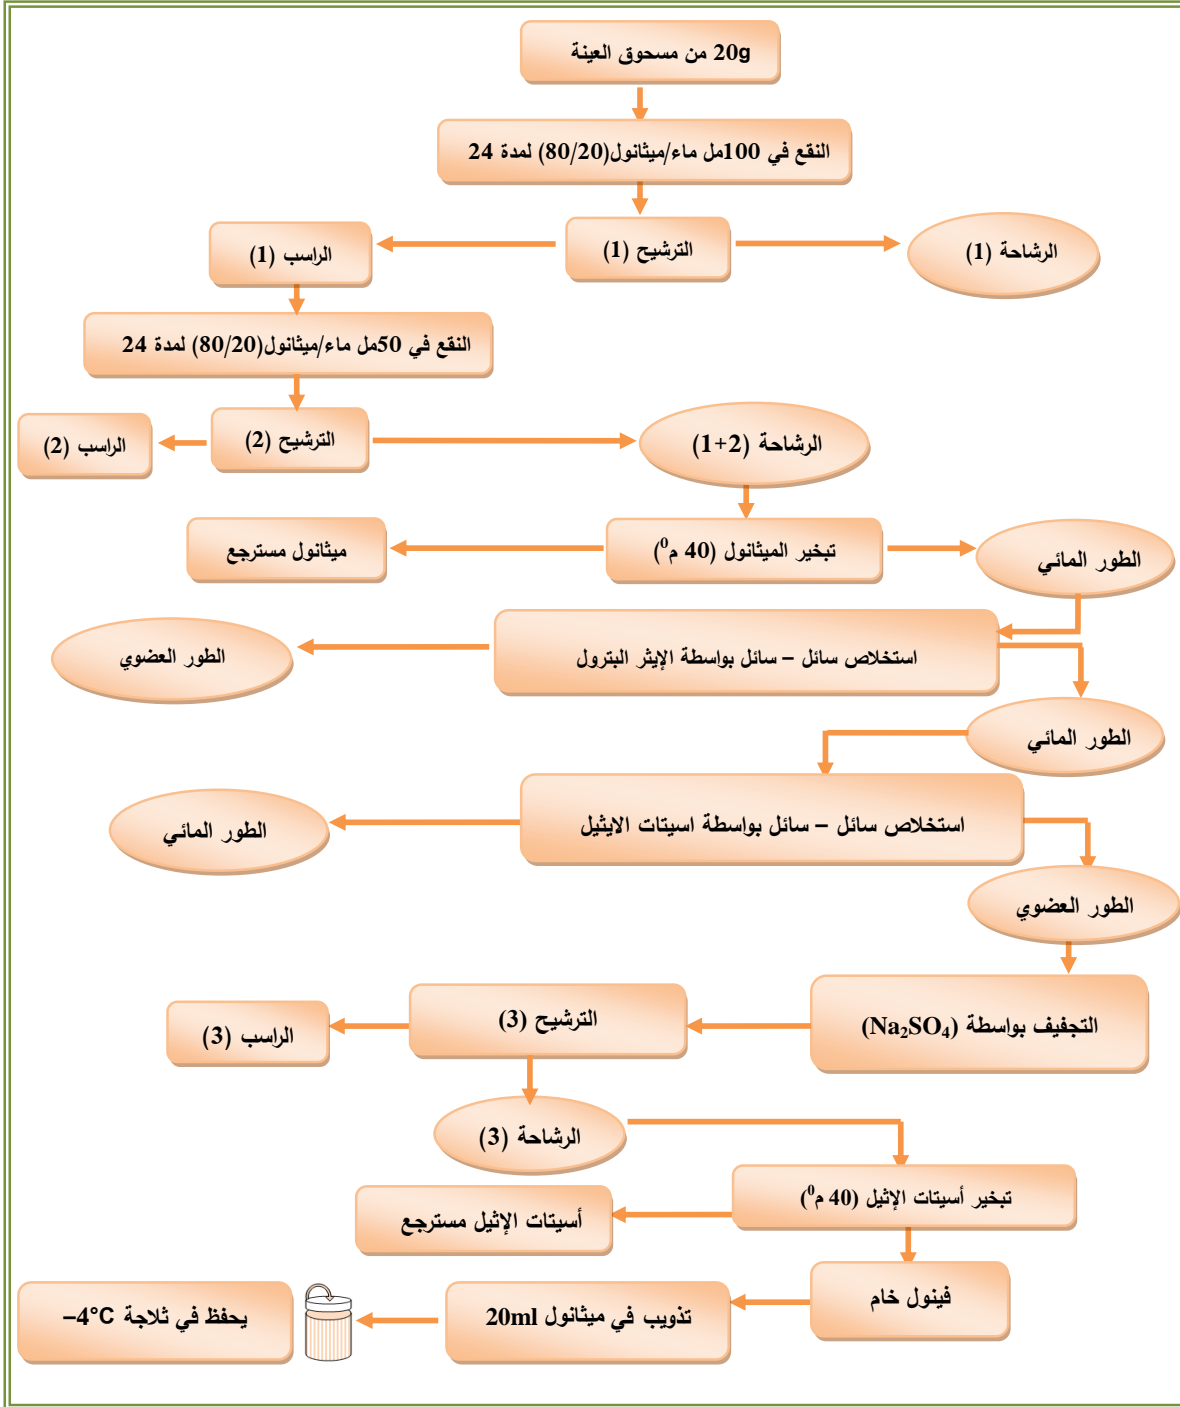 20g من مسحوق العينة
النقع في 100مل ماء/ميثانول(80/20) لمدة 24
الراسب (1)
الترشيح (1)
الرشاحة (1)
النقع في 50مل ماء/ميثانول(80/20) لمدة 24
الراسب (2)
الترشيح (2)
الرشاحة (1+2)
ميثانول مسترجع
تبخير الميثانول (40 م⁰)
الطور المائي
الطور العضوي
استخلاص سائل – سائل بواسطة الإيثر البترول
الطور المائي
الطور المائي
استخلاص سائل – سائل بواسطة اسيتات الايثيل
الطور العضوي
الراسب (3)
الترشيح (3)
التجفيف بواسطة (Na₂SO₄)
الرشاحة (3)
تبخير أسيتات الإثيل (40 م⁰)
أسيتات الإثيل مسترجع
فينول خام
تذويب في ميثانول 20ml
يحفظ في ثلاجة 4°C–